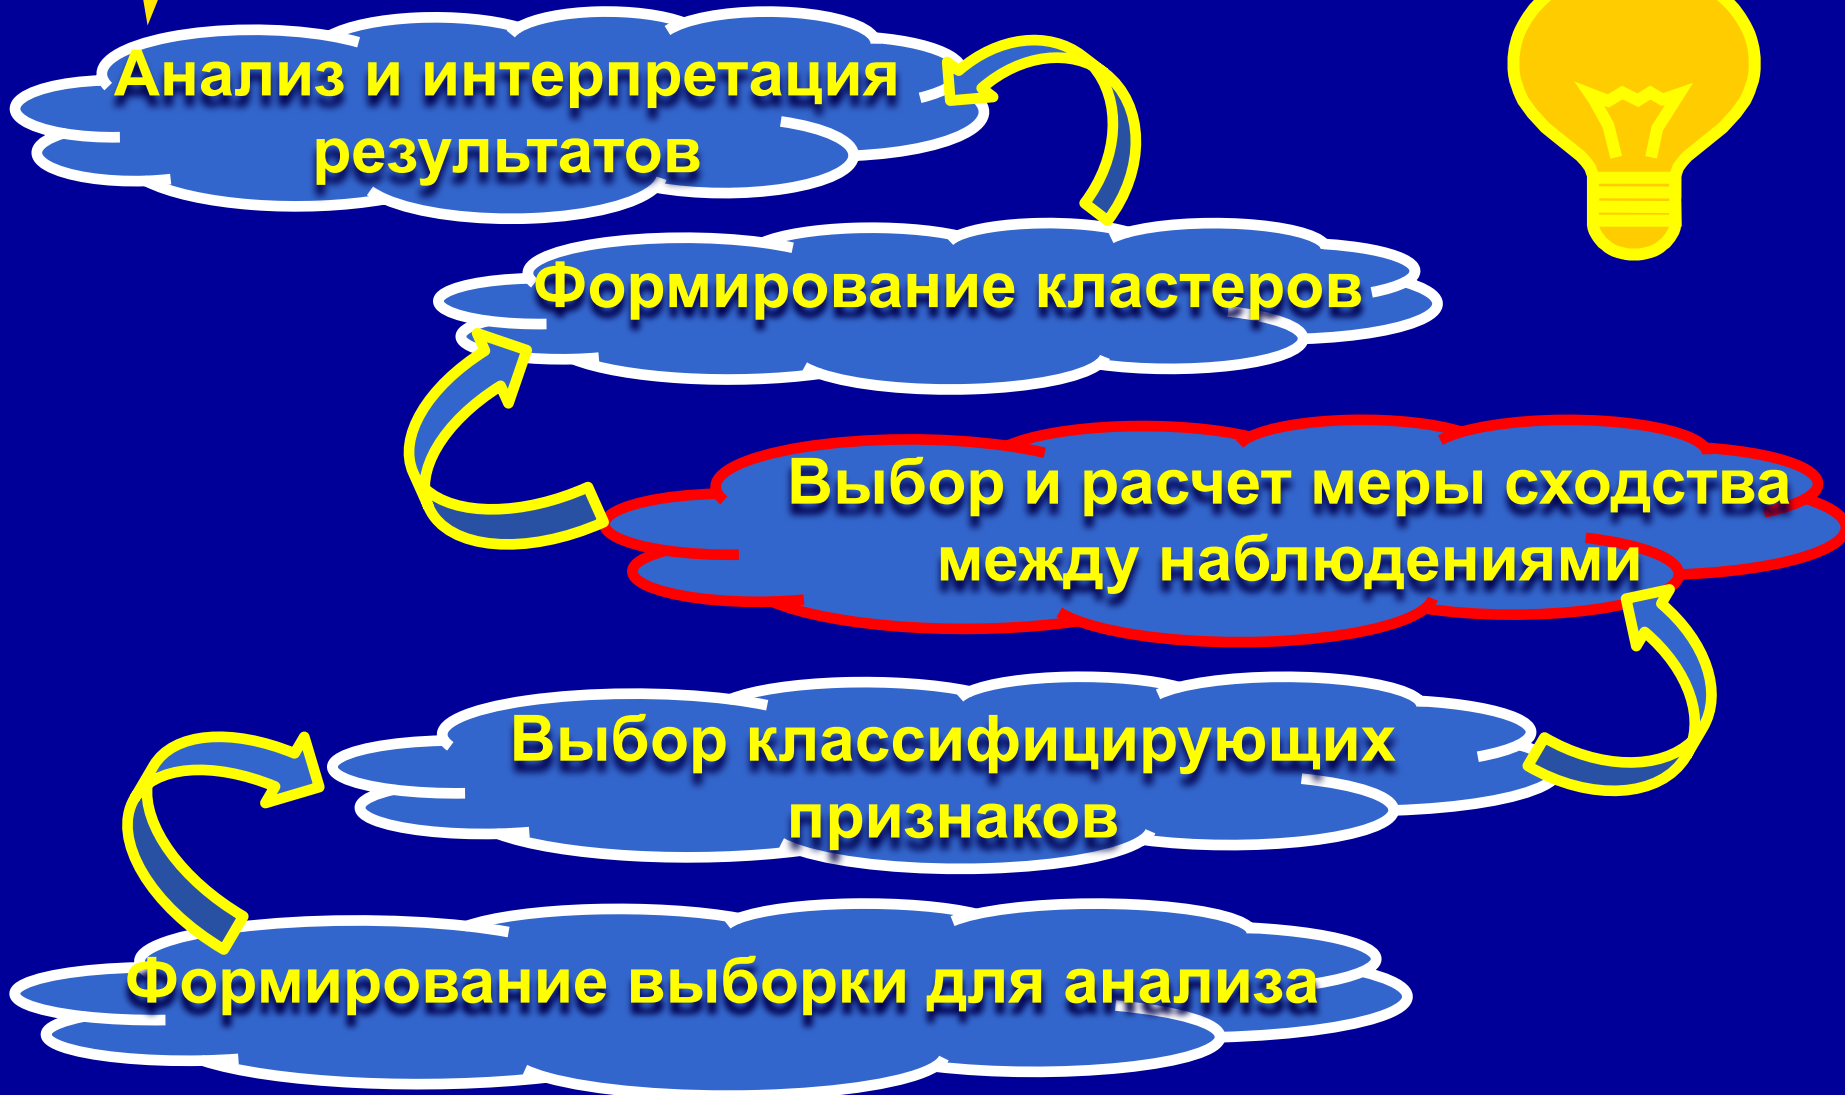 Анализ и интерпретация
результатов
Формирование кластеров
Выбор и расчет меры сходства
между наблюдениями
Выбор классифицирующих
признаков
Формирование выборки для анализа